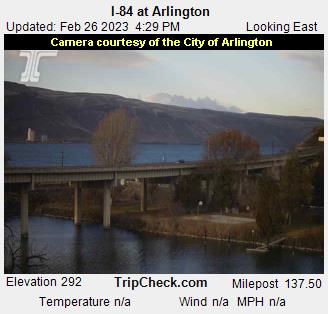 I-84 at Arlington
Updated: Feb 26 2023 4:29 PM Looking East
Camera courtesy of the City of Arlington
Elevation 292 TripCheck.com Milepost 137.50
Temperature n/a Wind n/a MPH n/a